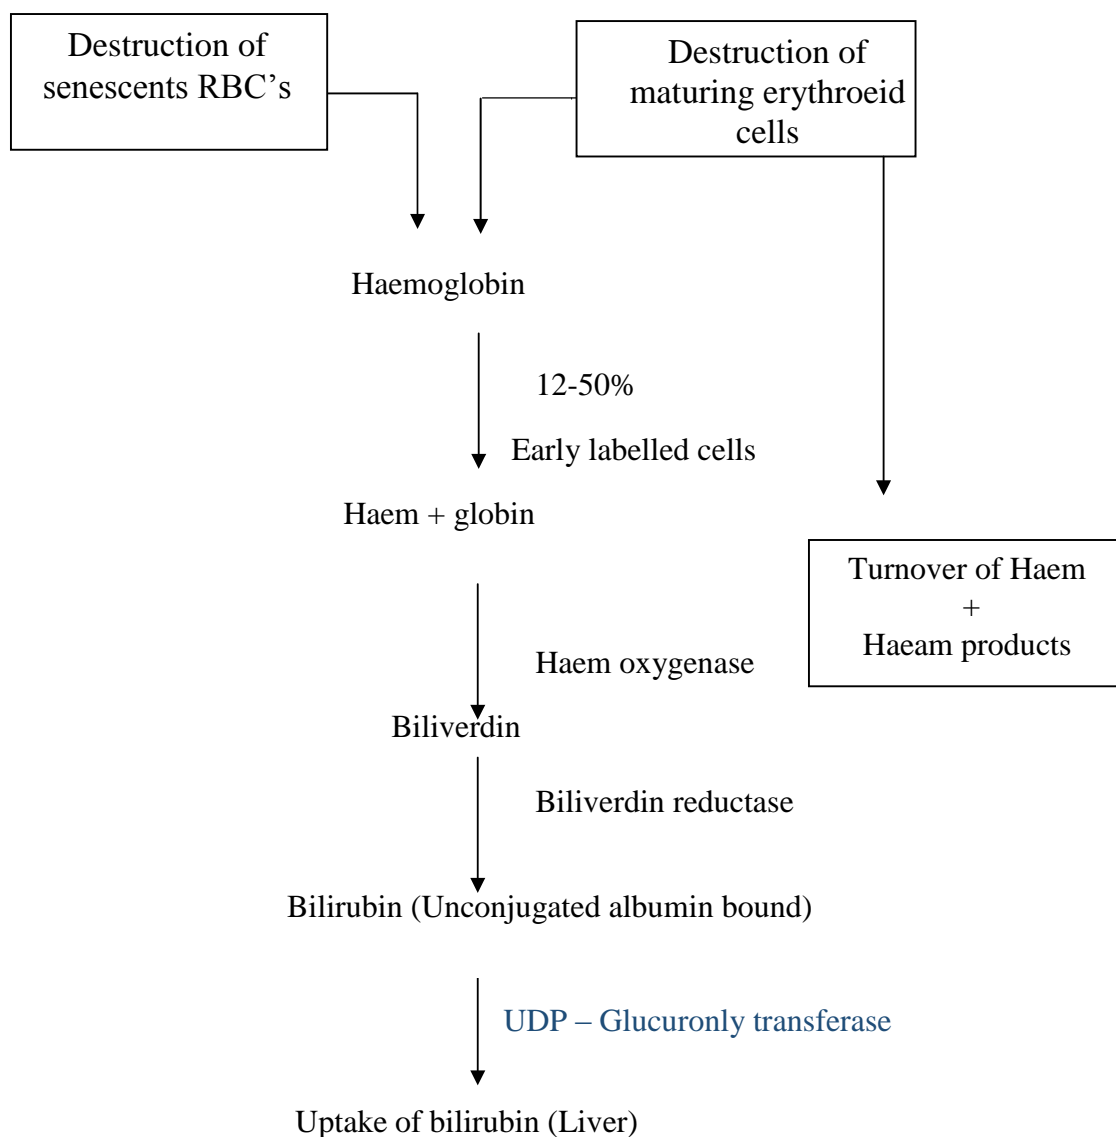 Destruction of
senescents RBC’s
Destruction of
maturing erythroeid
cells
Haemoglobin
12-50%
Early labelled cells
Haem + globin
Turnover of Haem
+
Haeam products
Haem oxygenase
Biliverdin
Biliverdin reductase
Bilirubin (Unconjugated albumin bound)
UDP – Glucuronly transferase
Uptake of bilirubin (Liver)